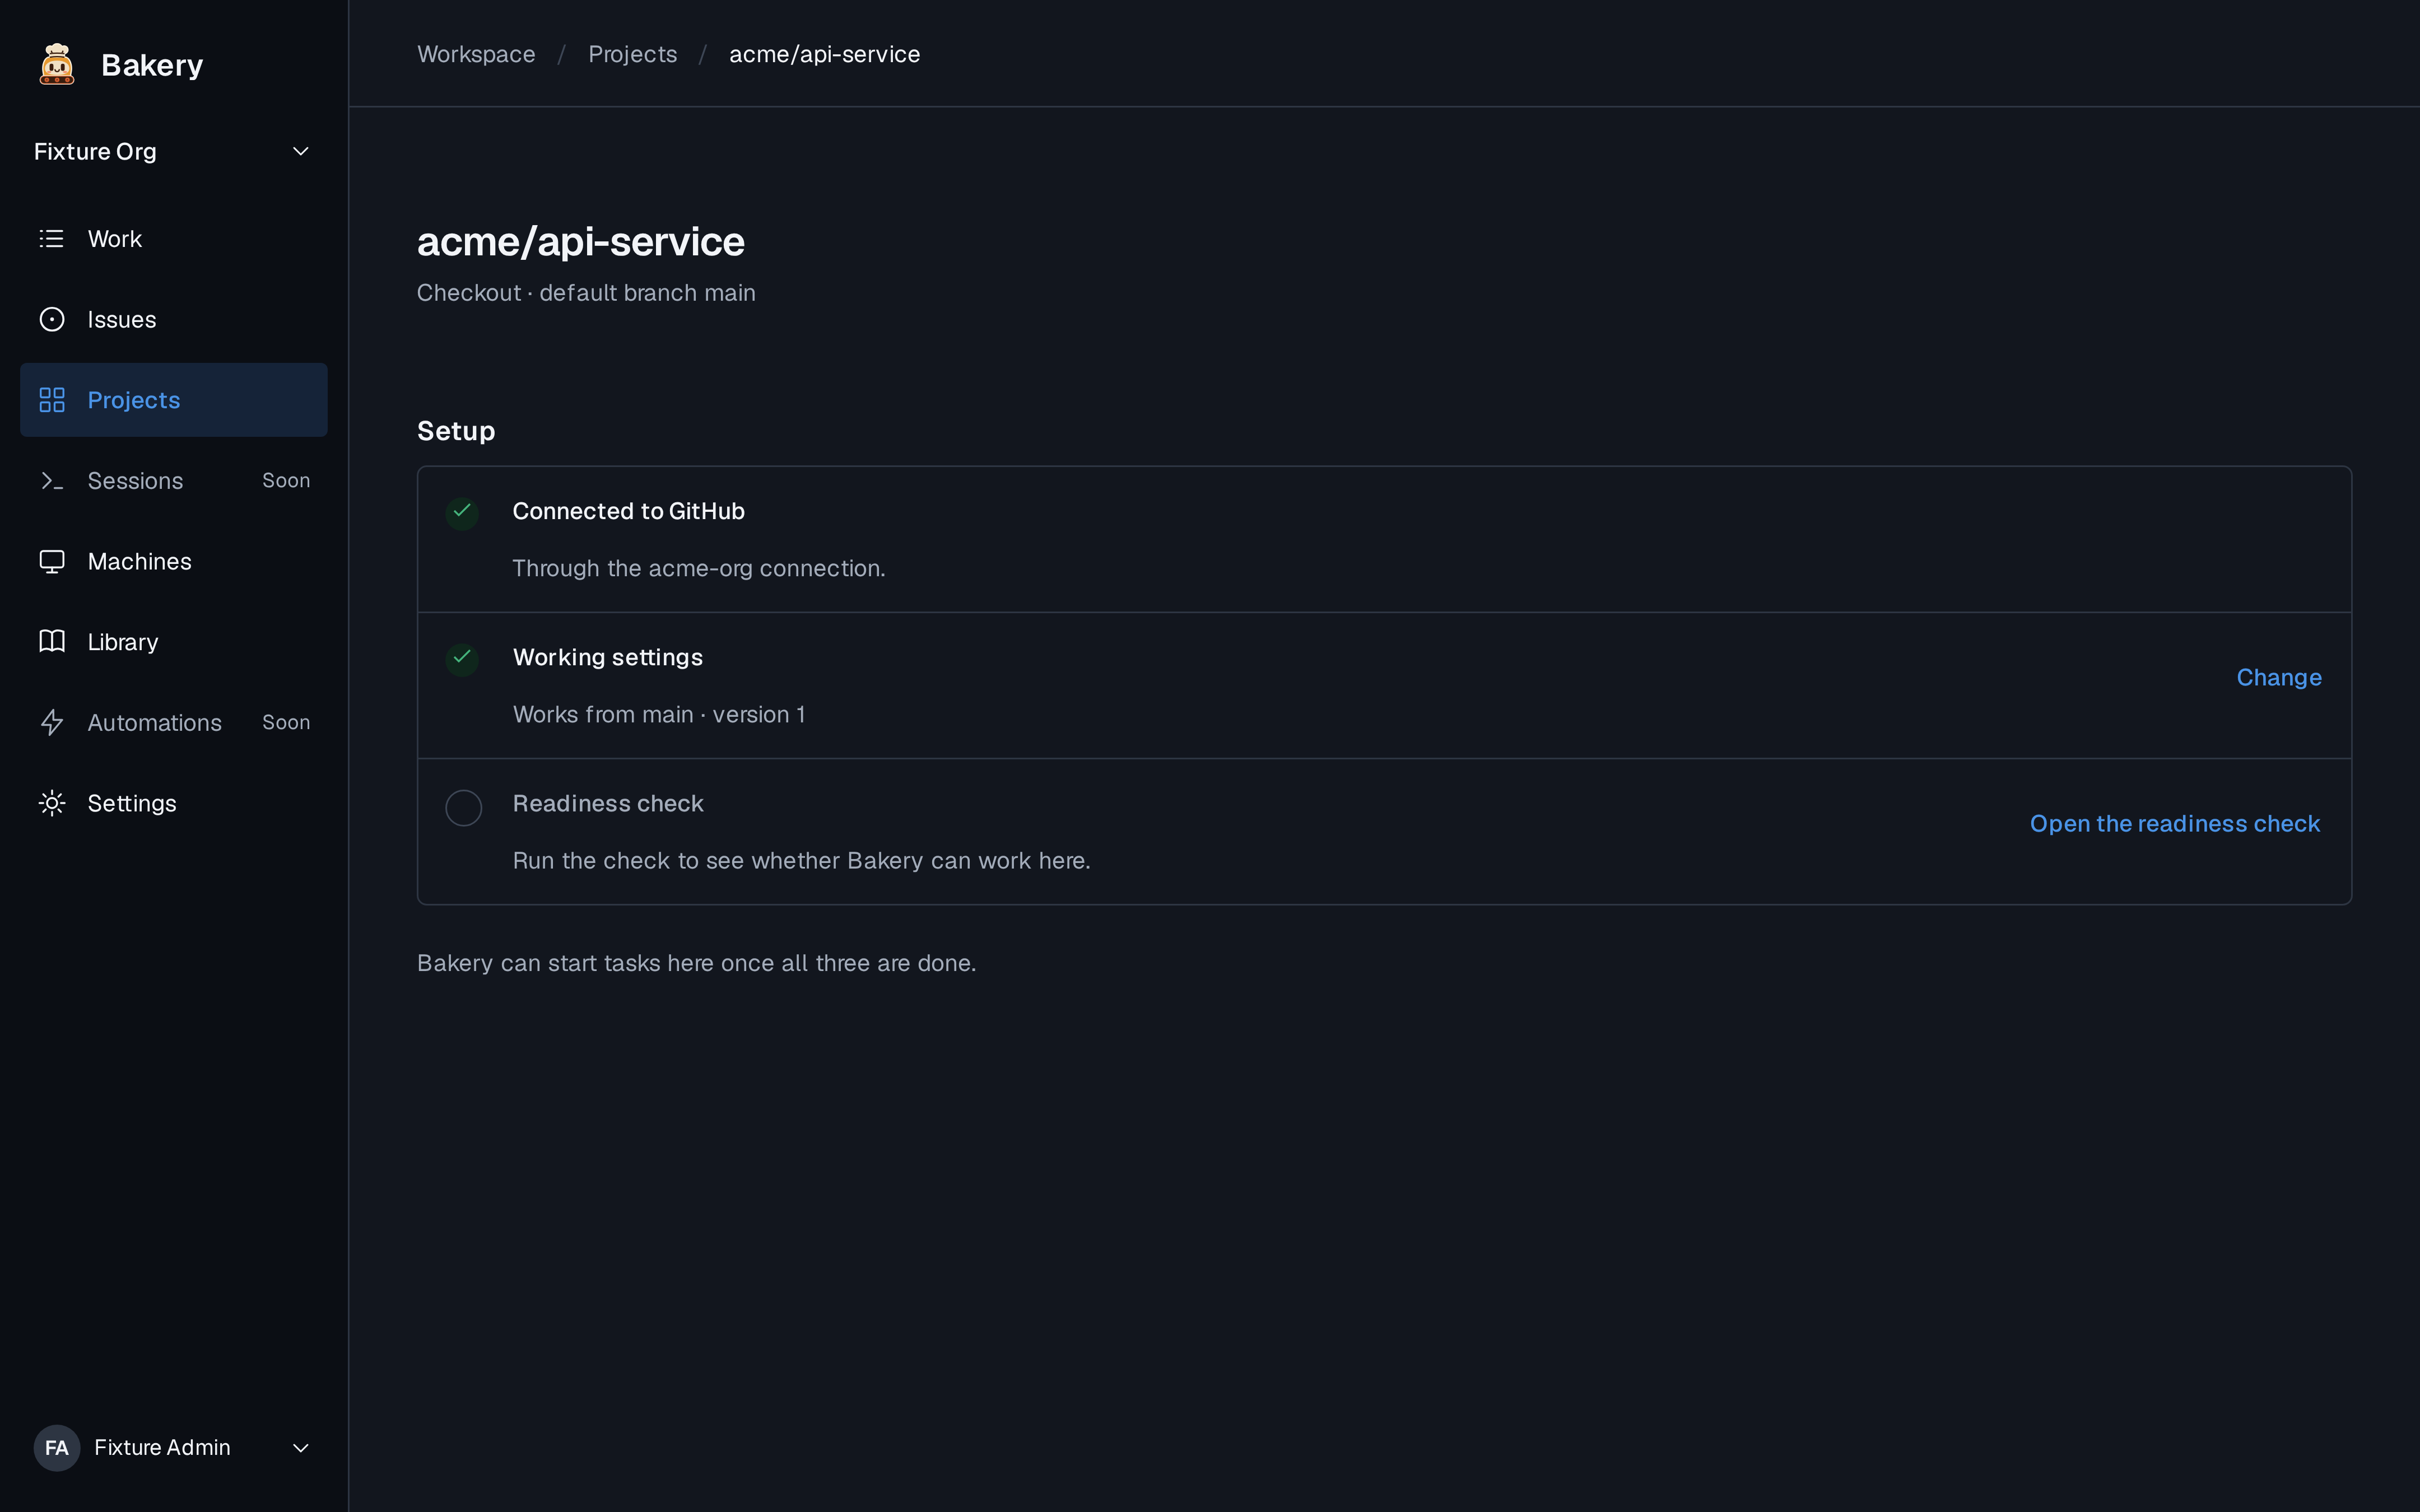 Bakery
Fixture Org
Work
Issues
Projects
Sessions Soon
Machines
Library
Automations Soon
Settings
FA Fixture Admin
Workspace / Projects / acme/api-service
acme/api-service
Checkout · default branch main
Setup
Connected to GitHub
Through the acme-org connection.
Working settings
Change
Works from main · version 1
Readiness check
Open the readiness check
Run the check to see whether Bakery can work here.
Bakery can start tasks here once all three are done.